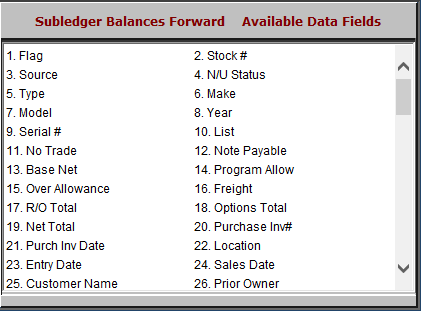 Subledger Balances Forward Available Data Fields
1. Flag 2. Stock #
3. Source 4. N/U Status
5. Type 6. Make
7. Model 8. Year
9. Serial # 10. List
11. No Trade 12. Note Payable
13. Base Net 14. Program Allow
15. Over Allowance 16. Freight
17. R/O Total 18. Options Total
19. Net Total 20. Purchase Inv#
21. Purch Inv Date 22. Location
23. Entry Date 24. Sales Date
25. Customer Name 26. Prior Owner